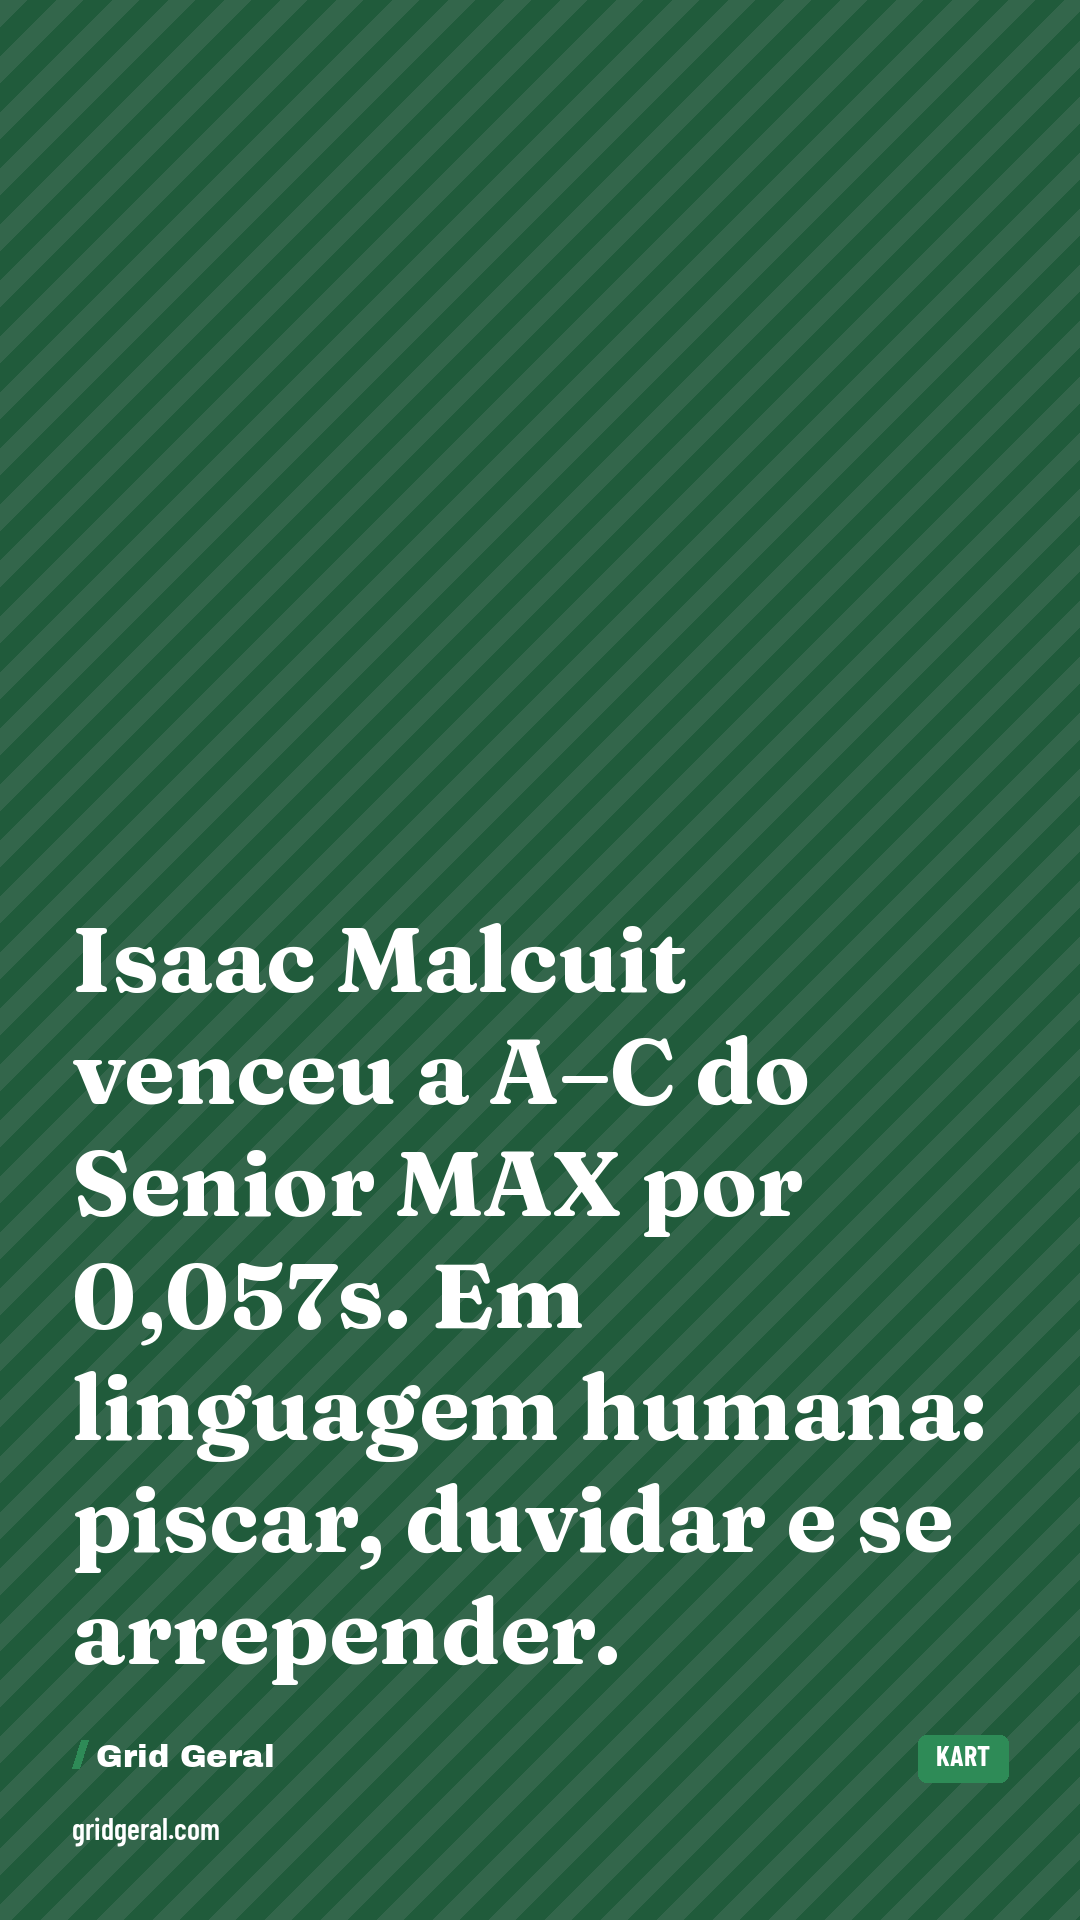 Isaac Malcuit
venceu a A–C do
Senior MAX por
0,057s. Em
linguagem humana:
piscar, duvidar e se
arrepender.
Grid Geral
KART
gridgeral.com